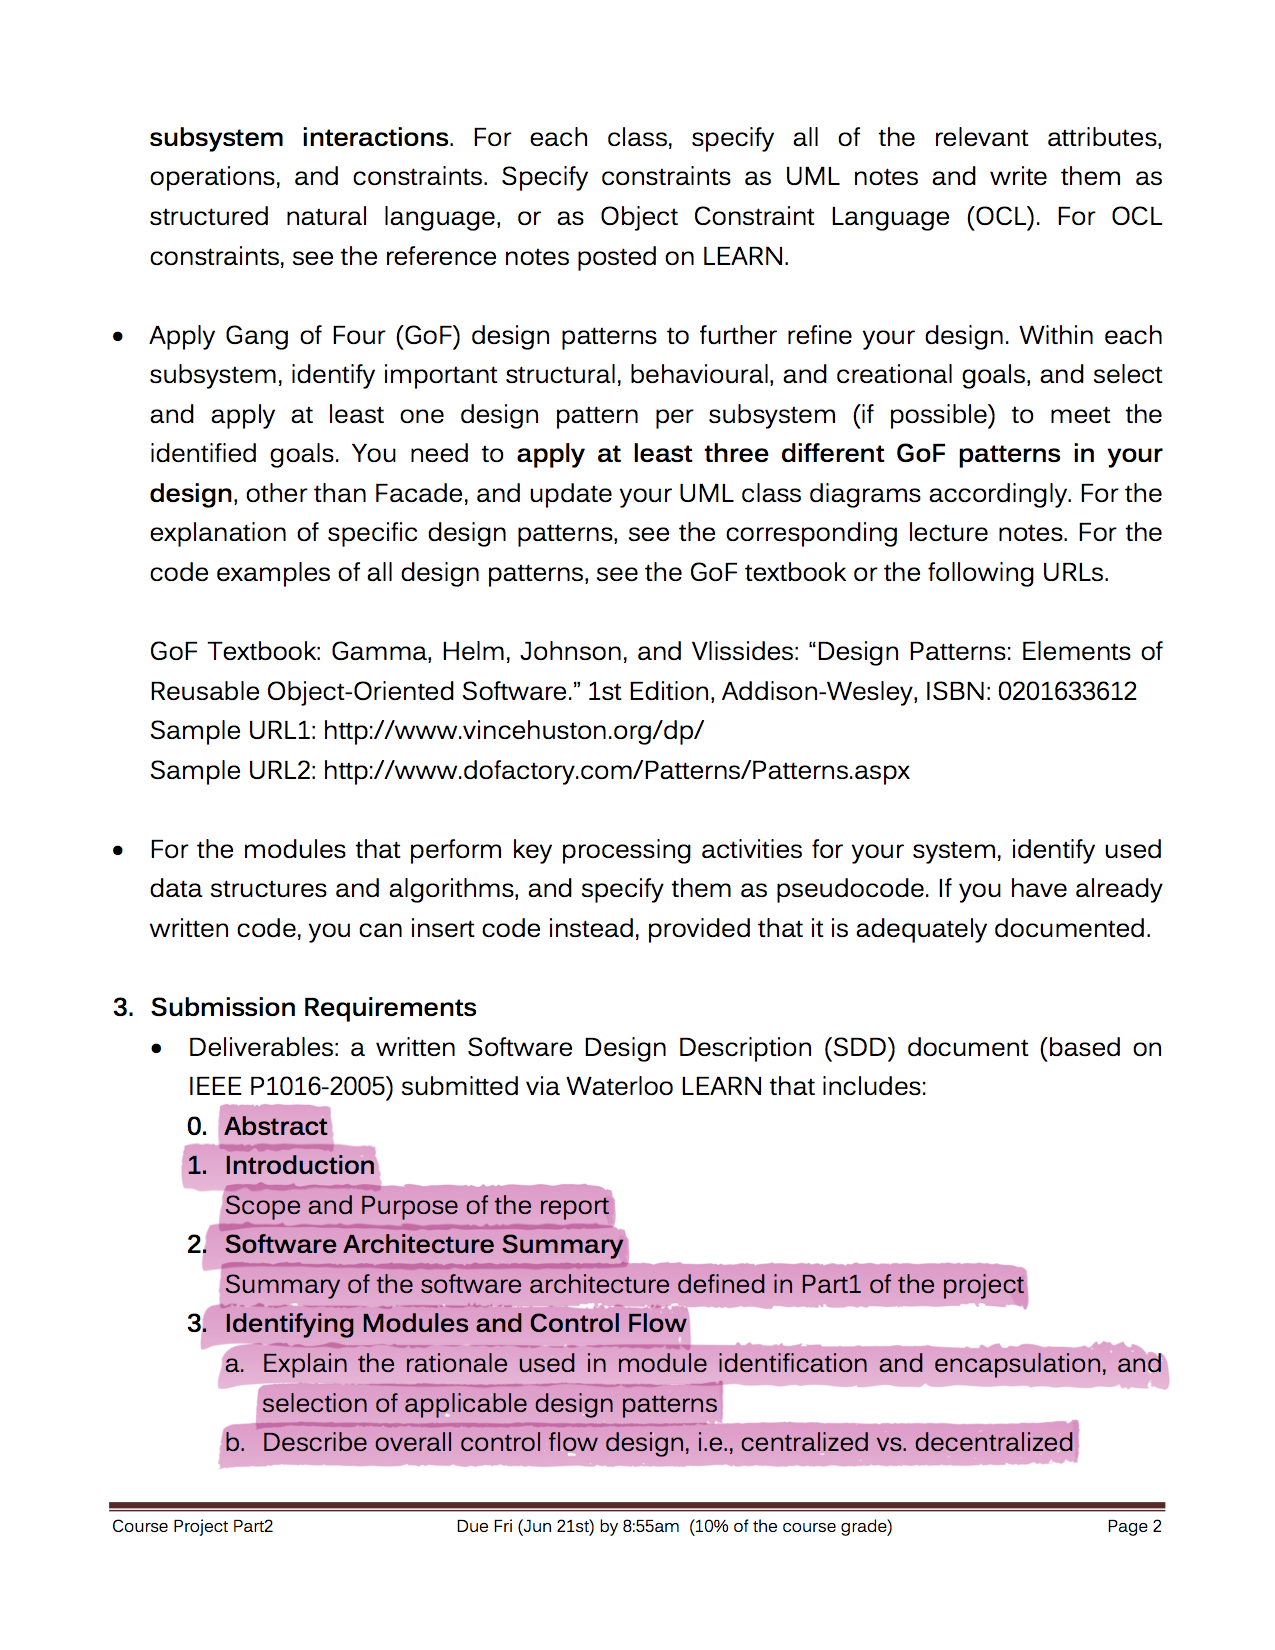 subsystem interactions. For each class, specify all of the relevant attributes,
operations, and constraints. Specify constraints as UML notes and write them as
structured natural language, or as Object Constraint Language (OCL). For OCL
constraints, see the reference notes posted on LEARN.
• Apply Gang of Four (GoF) design patterns to further refine your design. Within each
subsystem, identify important structural, behavioural, and creational goals, and select
and apply at least one design pattern per subsystem (if possible) to meet the
identified goals. You need to apply at least three different GoF patterns in your
design, other than Facade, and update your UML class diagrams accordingly. For the
explanation of specific design patterns, see the corresponding lecture notes. For the
code examples of all design patterns, see the GoF textbook or the following URLs.
GoF Textbook: Gamma, Helm, Johnson, and Vlissides: “Design Patterns: Elements of
Reusable Object-Oriented Software.” 1st Edition, Addison-Wesley, ISBN: 0201633612
Sample URL1: http://www.vincehuston.org/dp/
Sample URL2: http://www.dofactory.com/Patterns/Patterns.aspx
• For the modules that perform key processing activities for your system, identify used
data structures and algorithms, and specify them as pseudocode. If you have already
written code, you can insert code instead, provided that it is adequately documented.
3. Submission Requirements
• Deliverables: a written Software Design Description (SDD) document (based on
IEEE P1016-2005) submitted via Waterloo LEARN that includes:
0. Abstract
1. Introduction
Scope and Purpose of the report
2. Software Architecture Summary
Summary of the software architecture defined in Part1 of the project
3. Identifying Modules and Control Flow
a. Explain the rationale used in module identification and encapsulation, and
selection of applicable design patterns
b. Describe overall control flow design, i.e., centralized vs. decentralized
Course Project Part2 Due Fri (Jun 21st) by 8:55am (10% of the course grade) Page 2